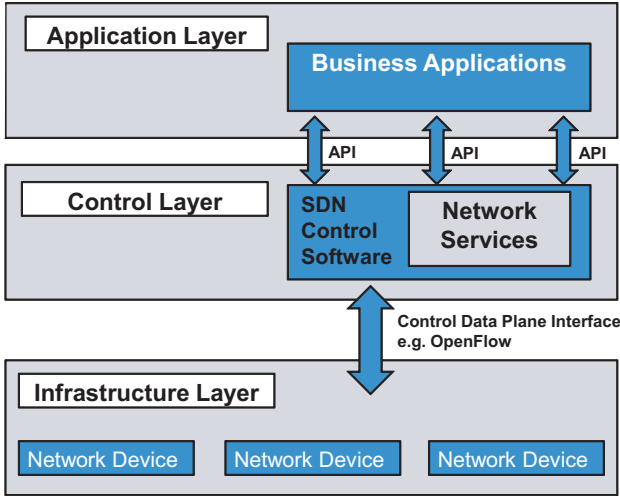 Application Layer
Business Applications
API
API
API
Control Layer
SDN
Control
Software
Network
Services
Control Data Plane Interface
e.g. OpenFlow
Infrastructure Layer
Network Device
Network Device
Network Device